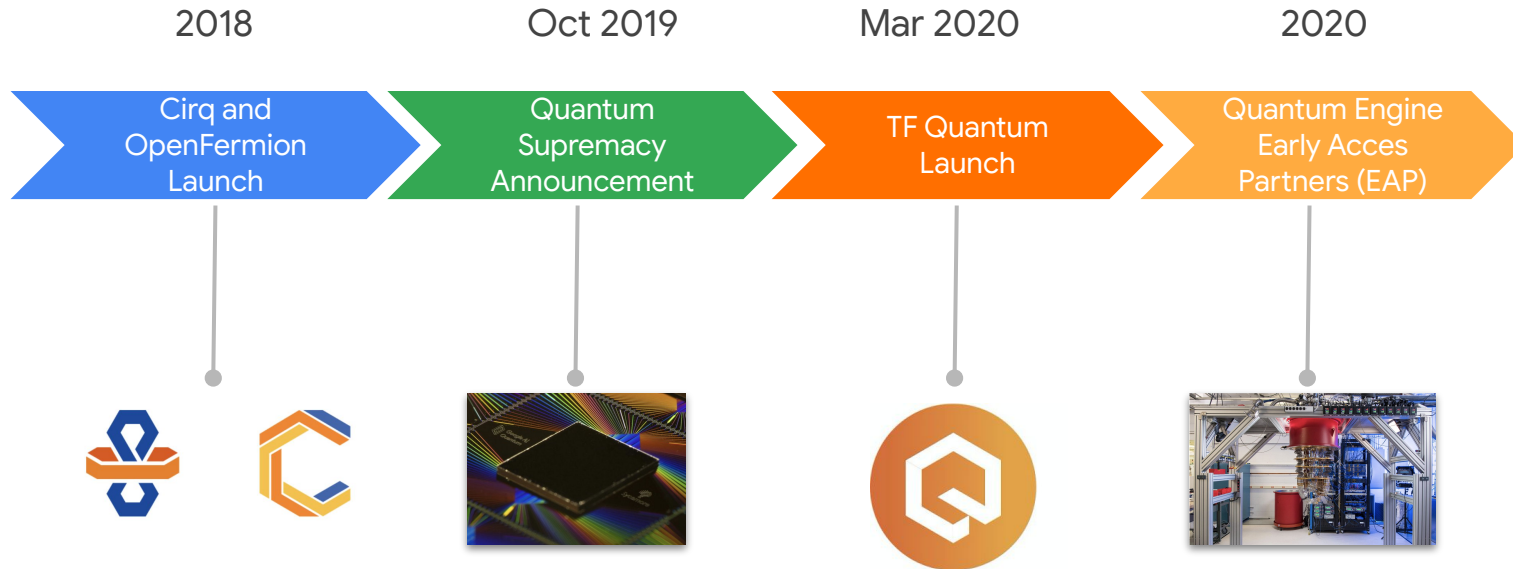 2018
Oct 2019
Mar 2020
2020
Cirq and
OpenFermion
Launch
Quantum
Supremacy
Announcement
TF Quantum
Launch
Quantum Engine
Early Acces
Partners (EAP)